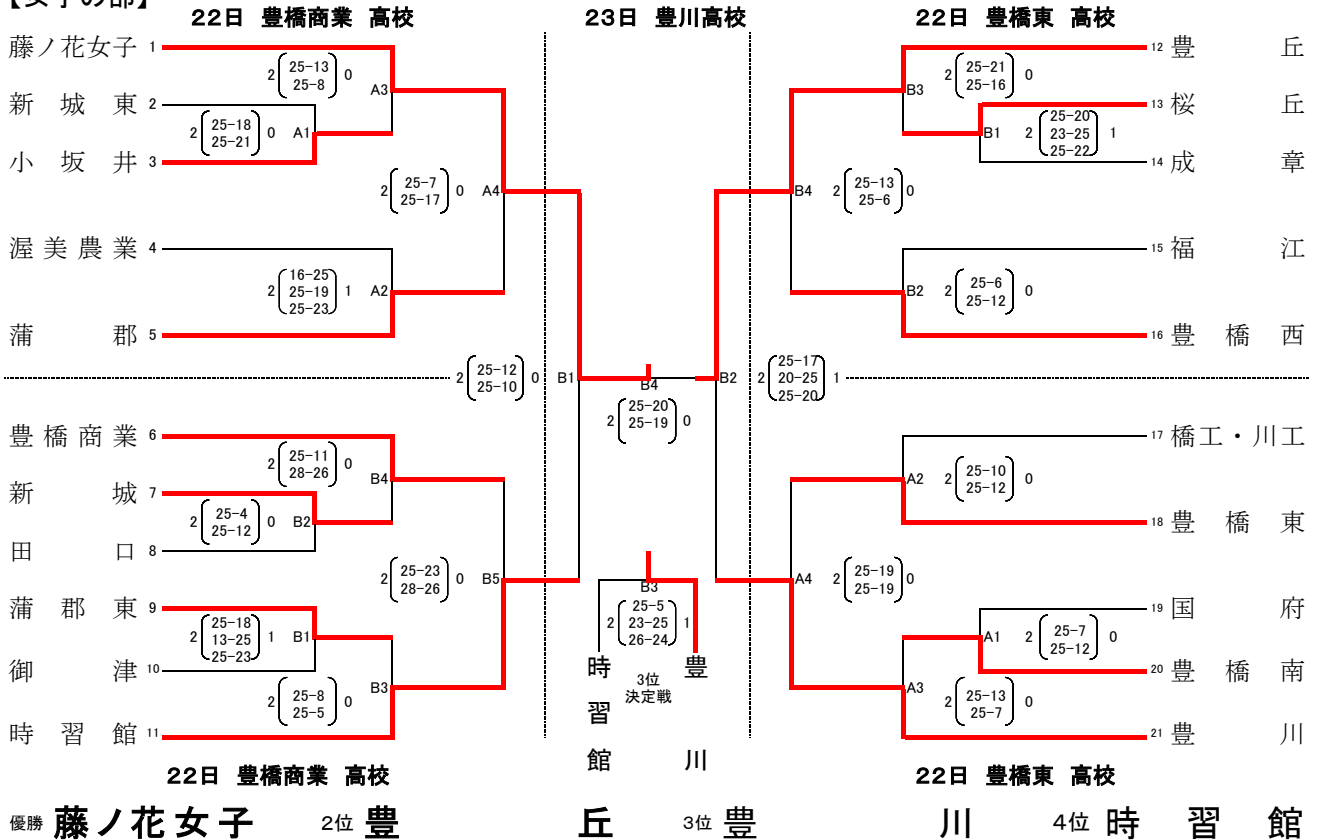 【女子の部】
22日 豊橋商業 高校
23日 豊川高校
22日 豊橋東 高校
藤ノ花女子 1
2 25-13 25-8 0 A3
新城東 2
2 25-18 25-21 0 A1
小坂井 3
2 25-7 25-17 0 A4
渥美農業 4
2 16-25 25-19 25-23 1 A2
蒲郡 5
2 25-12 25-10 0 B1
豊橋商業 6
2 25-11 28-26 0 B4
新城 7
2 25-4 25-12 0 B2
田口 8
2 25-23 28-26 0 B5
蒲郡東 9
2 25-18 13-25 25-23 1 B1
御津 10
2 25-8 25-5 0 B3
時習館 11
B4
2 25-20 25-19 0
B3
2 25-5 23-25 26-24 1
時習館
3位
決定戦
豊川
12 豊丘
B3 2 25-21 25-16 0
13 桜丘
B1 2 25-20 23-25 25-22 1
14 成章
B4 2 25-13 25-6 0
15 福江
B2 2 25-6 25-12 0
16 豊橋西
B2 2 25-17 20-25 25-20 1
17 橋工・川工
A2 2 25-10 25-12 0
18 豊橋東
A4 2 25-19 25-19 0
19 国府
A1 2 25-7 25-12 0
20 豊橋南
A3 2 25-13 25-7 0
21 豊川
22日 豊橋商業 高校
22日 豊橋東 高校
優勝 藤ノ花女子 2位 豊丘 3位 豊川 4位 時習館